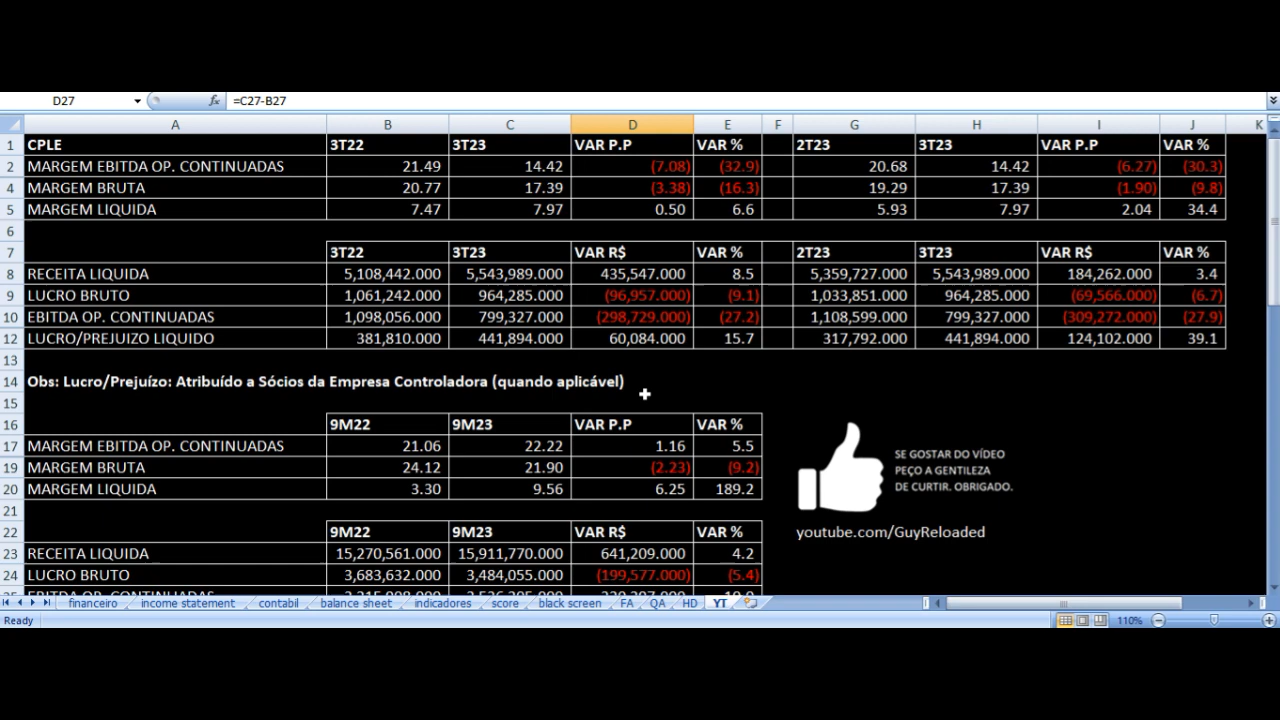 D27 fx =C27-B27
A B C D E F G H I J K
1 CPLE 3T22 3T23 VAR P.P VAR % 2T23 3T23 VAR P.P VAR %
2 MARGEM EBITDA OP. CONTINUADAS 21.49 14.42 (7.08) (32.9) 20.68 14.42 (6.27) (30.3)
4 MARGEM BRUTA 20.77 17.39 (3.38) (16.3) 19.29 17.39 (1.90) (9.8)
5 MARGEM LIQUIDA 7.47 7.97 0.50 6.6 5.93 7.97 2.04 34.4
6
7 3T22 3T23 VAR R$ VAR % 2T23 3T23 VAR R$ VAR %
8 RECEITA LIQUIDA 5,108,442.000 5,543,989.000 435,547.000 8.5 5,359,727.000 5,543,989.000 184,262.000 3.4
9 LUCRO BRUTO 1,061,242.000 964,285.000 (96,957.000) (9.1) 1,033,851.000 964,285.000 (69,566.000) (6.7)
10 EBITDA OP. CONTINUADAS 1,098,056.000 799,327.000 (298,729.000) (27.2) 1,108,599.000 799,327.000 (309,272.000) (27.9)
12 LUCRO/PREJUIZO LIQUIDO 381,810.000 441,894.000 60,084.000 15.7 317,792.000 441,894.000 124,102.000 39.1
13
14 Obs: Lucro/Prejuízo: Atribuído a Sócios da Empresa Controladora (quando aplicável)
15
16 9M22 9M23 VAR P.P VAR %
17 MARGEM EBITDA OP. CONTINUADAS 21.06 22.22 1.16 5.5
19 MARGEM BRUTA 24.12 21.90 (2.23) (9.2)
20 MARGEM LIQUIDA 3.30 9.56 6.25 189.2
21
22 9M22 9M23 VAR R$ VAR %
23 RECEITA LIQUIDA 15,270,561.000 15,911,770.000 641,209.000 4.2
24 LUCRO BRUTO 3,683,632.000 3,484,055.000 (199,577.000) (5.4)
EBITDA OP. CONTINUADAS
SE GOSTAR DO VÍDEO
PEÇO A GENTILEZA
DE CURTIR. OBRIGADO.
youtube.com/GuyReloaded
financeiro income statement contabil balance sheet indicadores score black screen FA QA HD YT
Ready 110%